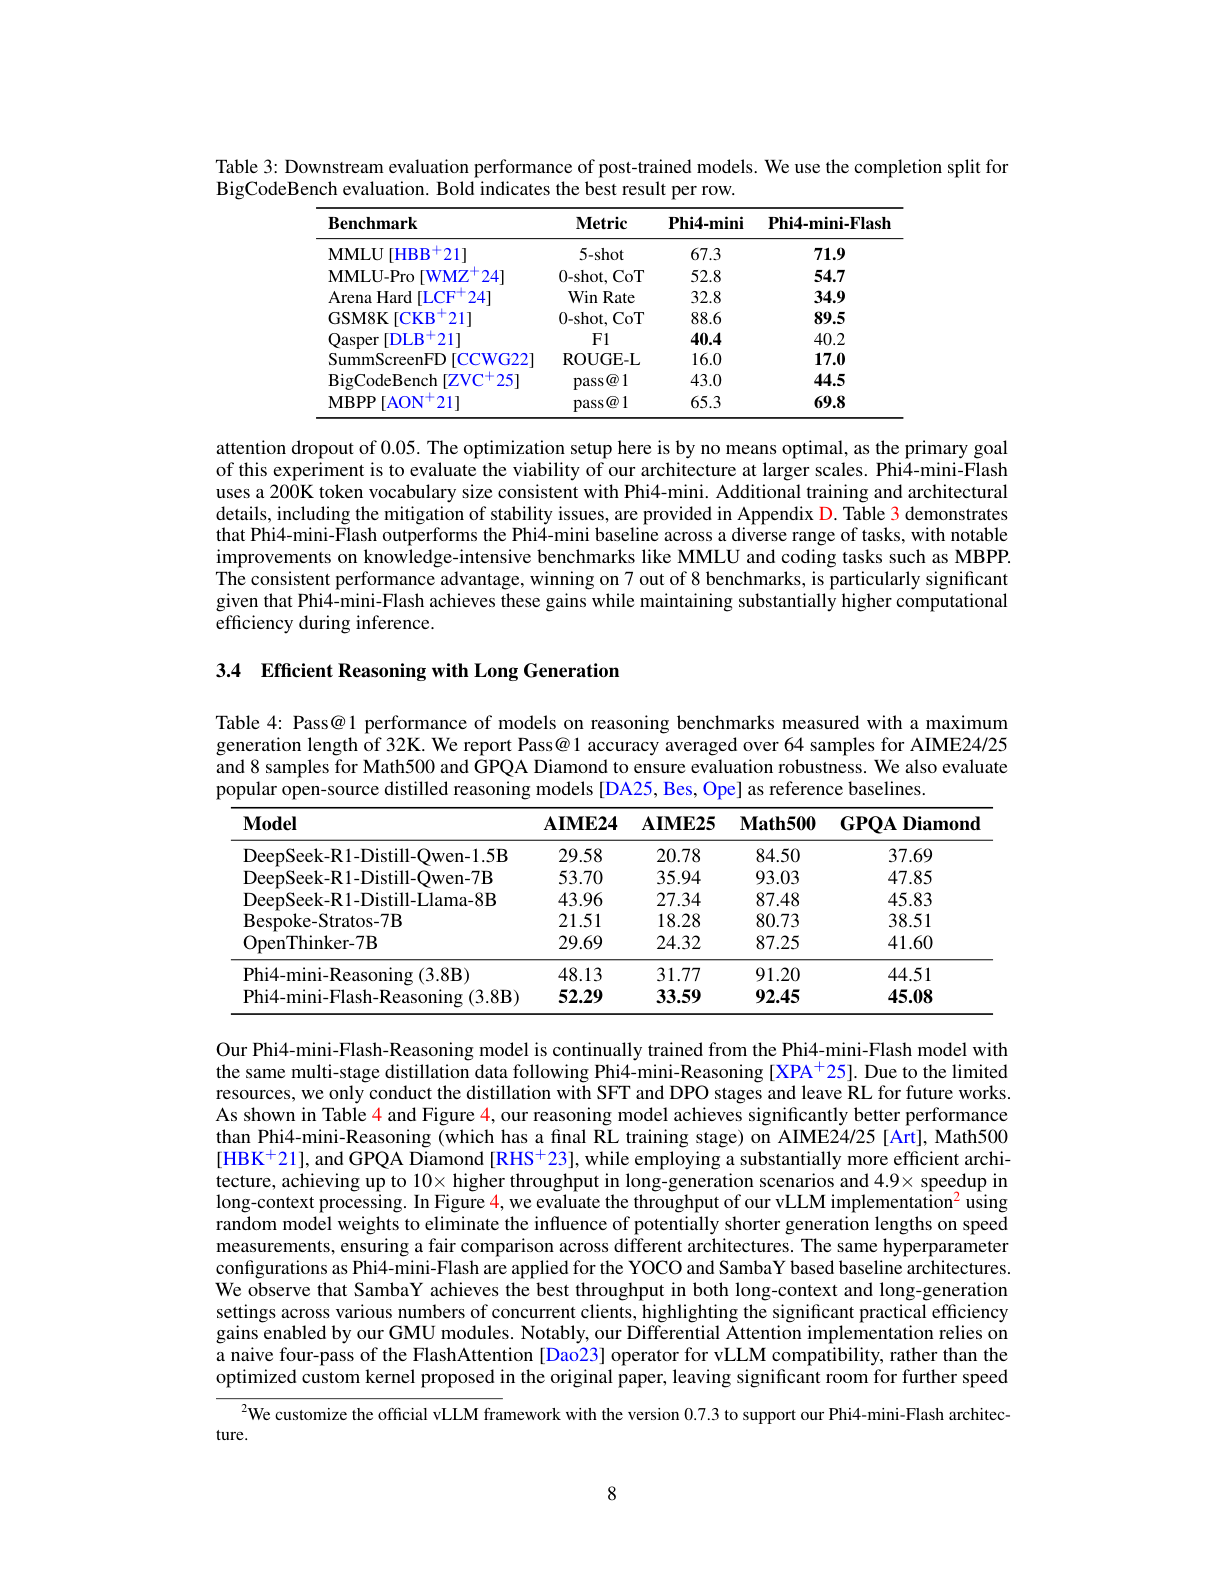 Table 3: Downstream evaluation performance of post-trained models. We use the completion split for
BigCodeBench evaluation. Bold indicates the best result per row.
Benchmark Metric Phi4-mini Phi4-mini-Flash
MMLU [HBB+21] 5-shot 67.3 71.9
MMLU-Pro [WMZ+24] 0-shot, CoT 52.8 54.7
Arena Hard [LCF+24] Win Rate 32.8 34.9
GSM8K [CKB+21] 0-shot, CoT 88.6 89.5
Qasper [DLB+21] F1 40.4 40.2
SummScreenFD [CCWG22] ROUGE-L 16.0 17.0
BigCodeBench [ZVC+25] pass@1 43.0 44.5
MBPP [AON+21] pass@1 65.3 69.8
attention dropout of 0.05. The optimization setup here is by no means optimal, as the primary goal
of this experiment is to evaluate the viability of our architecture at larger scales. Phi4-mini-Flash
uses a 200K token vocabulary size consistent with Phi4-mini. Additional training and architectural
details, including the mitigation of stability issues, are provided in Appendix D. Table 3 demonstrates
that Phi4-mini-Flash outperforms the Phi4-mini baseline across a diverse range of tasks, with notable
improvements on knowledge-intensive benchmarks like MMLU and coding tasks such as MBPP.
The consistent performance advantage, winning on 7 out of 8 benchmarks, is particularly significant
given that Phi4-mini-Flash achieves these gains while maintaining substantially higher computational
efficiency during inference.
3.4 Efficient Reasoning with Long Generation
Table 4: Pass@1 performance of models on reasoning benchmarks measured with a maximum
generation length of 32K. We report Pass@1 accuracy averaged over 64 samples for AIME24/25
and 8 samples for Math500 and GPQA Diamond to ensure evaluation robustness. We also evaluate
popular open-source distilled reasoning models [DA25, Bes, Ope] as reference baselines.
Model AIME24 AIME25 Math500 GPQA Diamond
DeepSeek-R1-Distill-Qwen-1.5B 29.58 20.78 84.50 37.69
DeepSeek-R1-Distill-Qwen-7B 53.70 35.94 93.03 47.85
DeepSeek-R1-Distill-Llama-8B 43.96 27.34 87.48 45.83
Bespoke-Stratos-7B 21.51 18.28 80.73 38.51
OpenThinker-7B 29.69 24.32 87.25 41.60
Phi4-mini-Reasoning (3.8B) 48.13 31.77 91.20 44.51
Phi4-mini-Flash-Reasoning (3.8B) 52.29 33.59 92.45 45.08
Our Phi4-mini-Flash-Reasoning model is continually trained from the Phi4-mini-Flash model with
the same multi-stage distillation data following Phi4-mini-Reasoning [XPA+25]. Due to the limited
resources, we only conduct the distillation with SFT and DPO stages and leave RL for future works.
As shown in Table 4 and Figure 4, our reasoning model achieves significantly better performance
than Phi4-mini-Reasoning (which has a final RL training stage) on AIME24/25 [Art], Math500
[HBK+21], and GPQA Diamond [RHS+23], while employing a substantially more efficient archi-
tecture, achieving up to 10× higher throughput in long-generation scenarios and 4.9× speedup in
long-context processing. In Figure 4, we evaluate the throughput of our vLLM implementation2 using
random model weights to eliminate the influence of potentially shorter generation lengths on speed
measurements, ensuring a fair comparison across different architectures. The same hyperparameter
configurations as Phi4-mini-Flash are applied for the YOCO and SambaY based baseline architectures.
We observe that SambaY achieves the best throughput in both long-context and long-generation
settings across various numbers of concurrent clients, highlighting the significant practical efficiency
gains enabled by our GMU modules. Notably, our Differential Attention implementation relies on
a naive four-pass of the FlashAttention [Dao23] operator for vLLM compatibility, rather than the
optimized custom kernel proposed in the original paper, leaving significant room for further speed
2We customize the official vLLM framework with the version 0.7.3 to support our Phi4-mini-Flash architec-
ture.
8